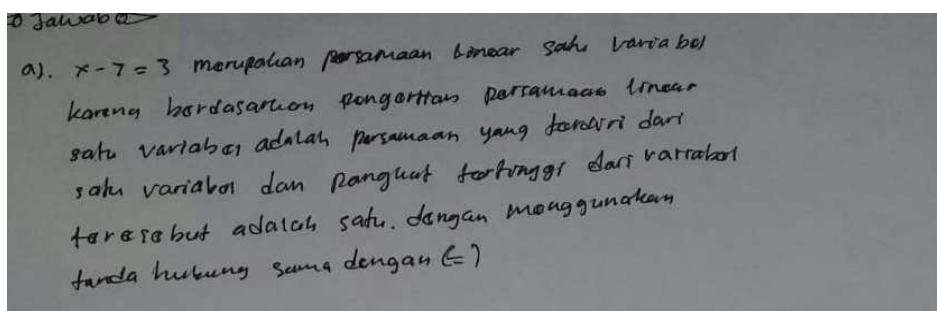 Jawab
a). x - 7 = 3 merupakan persamaan linear satu variabel
karena berdasarkan pengertian persamaan linear
satu variabel adalah persamaan yang terdiri dari
satu variabel dan pangkat tertinggi dari variabel
tersebut adalah satu. dengan menggunakan
tanda hubung sama dengan (=)